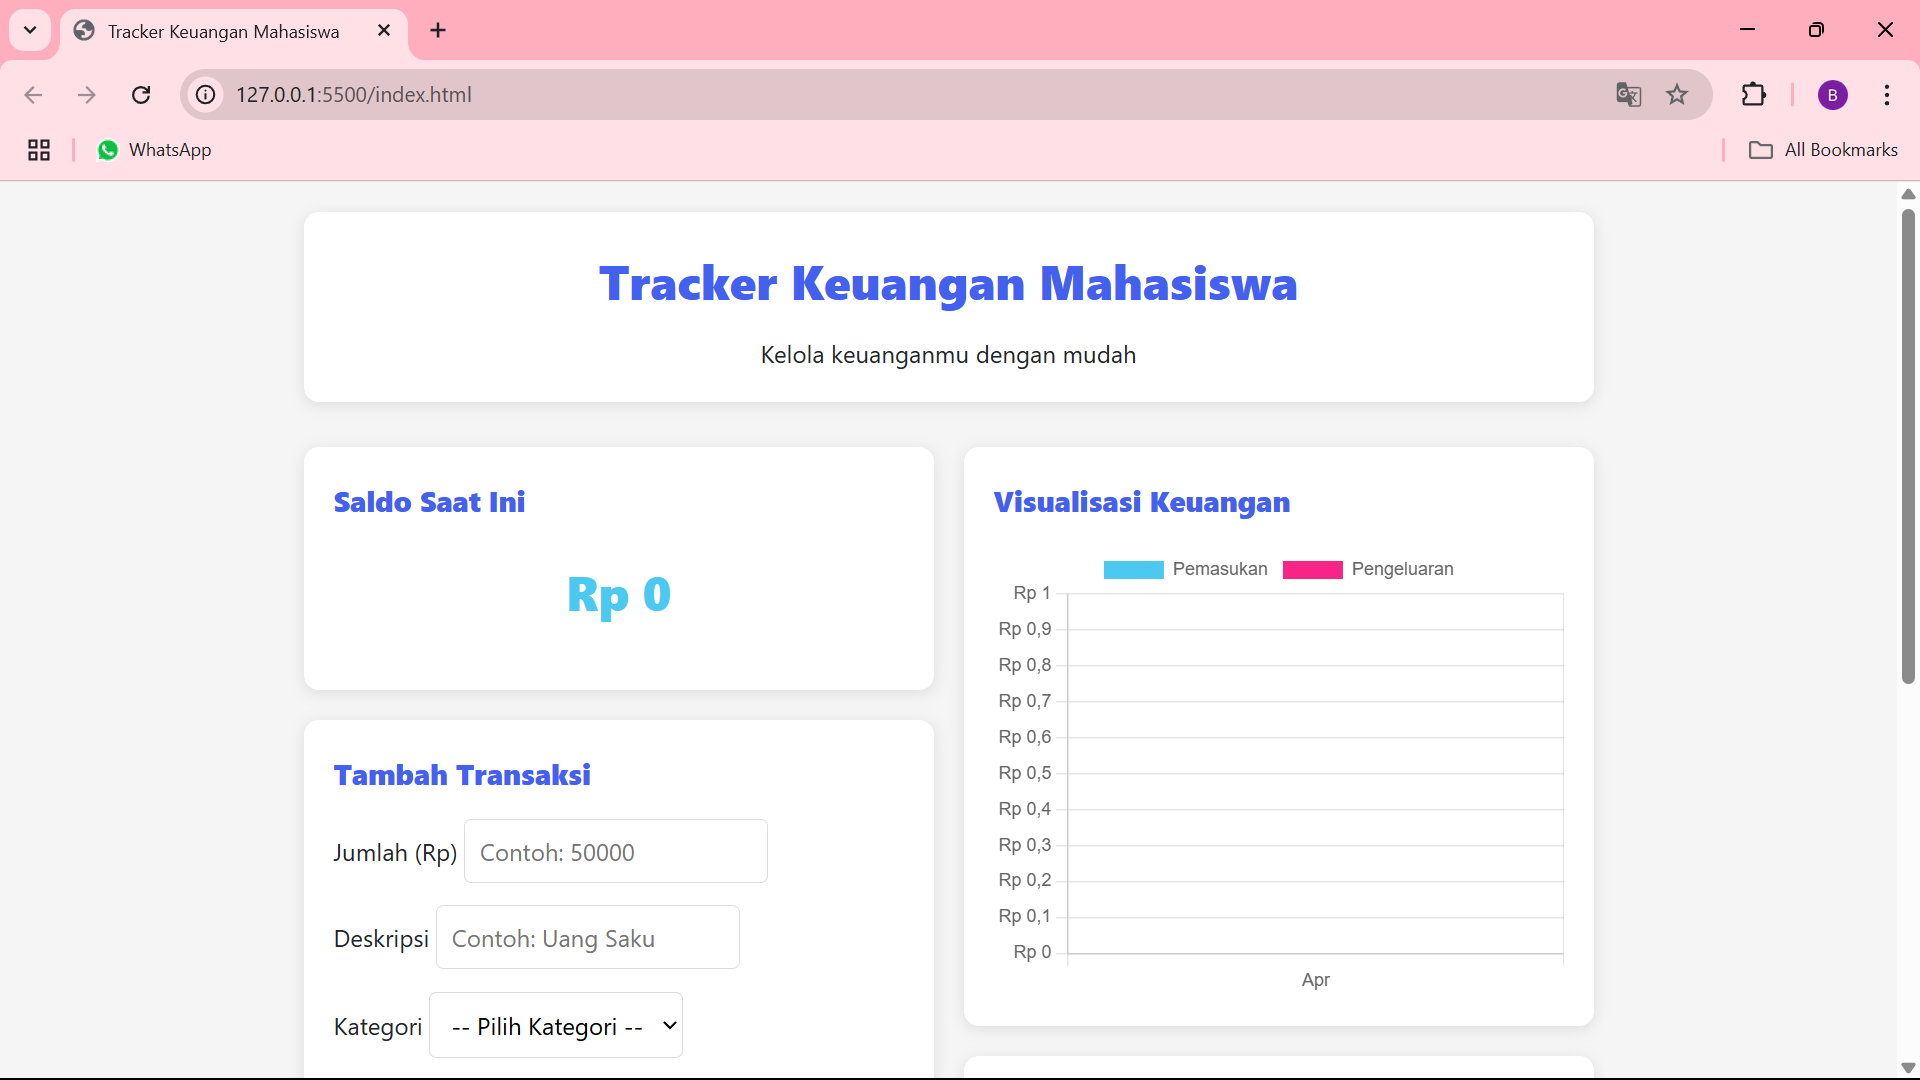 Tracker Keuangan Mahasiswa
127.0.0.1:5500/index.html
B
WhatsApp
All Bookmarks
Tracker Keuangan Mahasiswa
Kelola keuanganmu dengan mudah
Saldo Saat Ini
Rp 0
Tambah Transaksi
Jumlah (Rp) Contoh: 50000
Deskripsi Contoh: Uang Saku
Kategori -- Pilih Kategori --
Visualisasi Keuangan
Pemasukan Pengeluaran
Rp 1
Rp 0,9
Rp 0,8
Rp 0,7
Rp 0,6
Rp 0,5
Rp 0,4
Rp 0,3
Rp 0,2
Rp 0,1
Rp 0
Apr